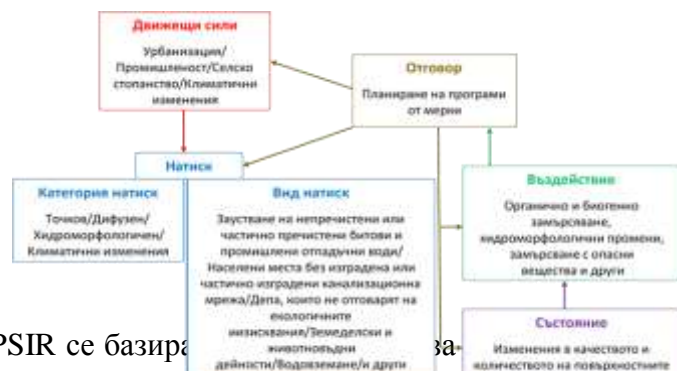 Движещи сили
Урбанизация/
Промишленост/Селско
стопанство/Климатични
изменения
Отговор
Планиране на програми
от мерки
Натиск
Категория натиск
Точков/Дифузен/
Хидроморфологичен/
Климатични изменения
Вид натиск
Заустване на непречистени или
частично пречистени битови и
промишлени отпадъчни води/
Населени места без изградена или
частично изградени канализационна
мрежа/Депа, които не отговарят на
екологичните
изисквания/Земеделски и
животновъдни
дейности/Водовземане/и други
Въздействие
Органично и биогенно
замърсяване,
хидроморфологични промени,
замърсяване с опасни
вещества и други
Състояние
Изменения в качеството и
количеството на повърхностните
PSIR се базира